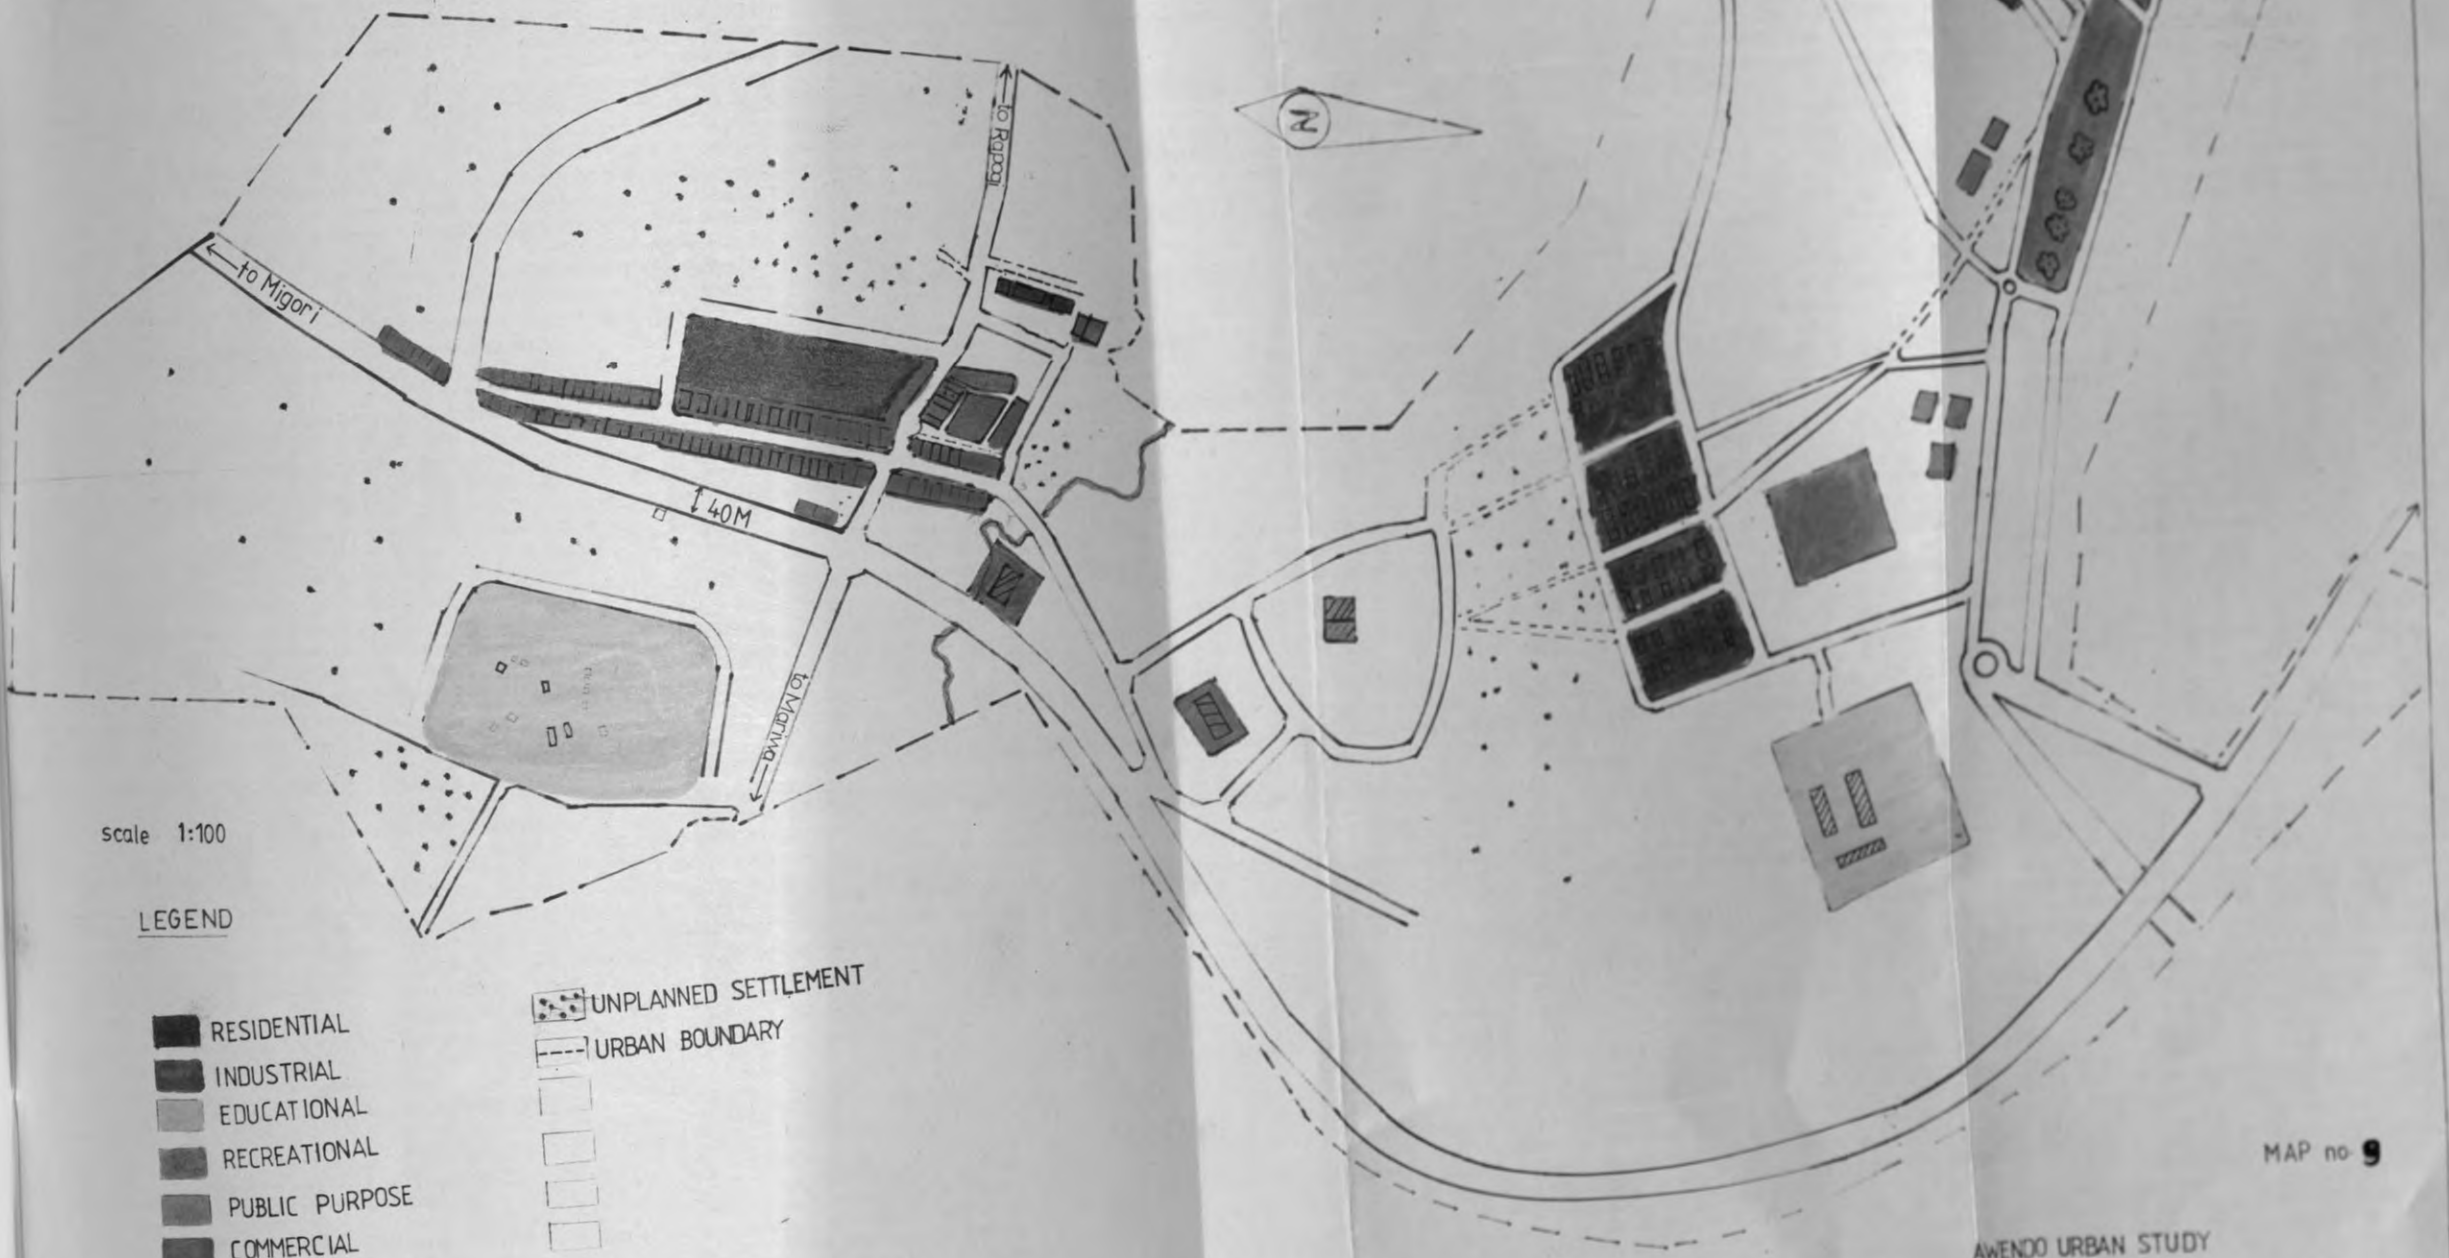 to Rapogi
N
to Migori
40M
to Mariwa
scale 1:100
LEGEND
RESIDENTIAL
INDUSTRIAL
EDUCATIONAL
RECREATIONAL
PUBLIC PURPOSE
COMMERCIAL
UNPLANNED SETTLEMENT
URBAN BOUNDARY
MAP no 9
AWENDO URBAN STUDY